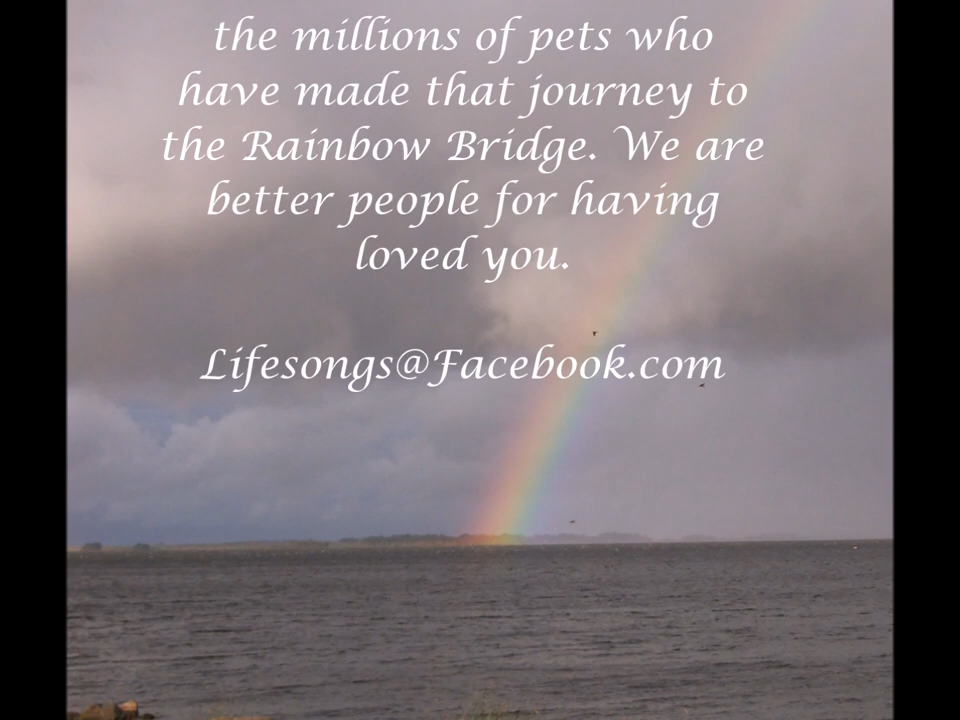 the millions of pets who
have made that journey to
the Rainbow Bridge. We are
better people for having
loved you.
Lifesongs@Facebook.com